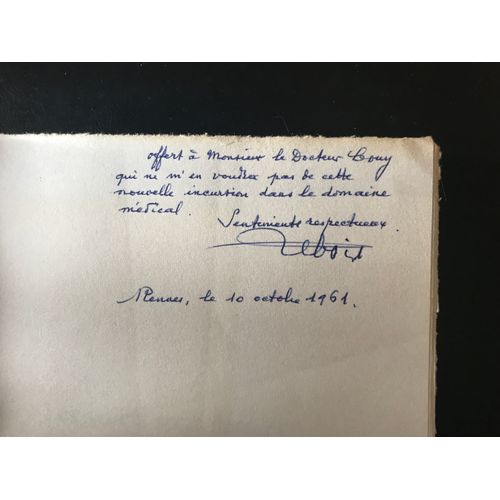 offert à Monsieur le Docteur
qui ne m'en voudra pas de cette
nouvelle incursion dans le domaine
médical.
Sentiments respectueux.
Rennes, le 10 octobre 1961.